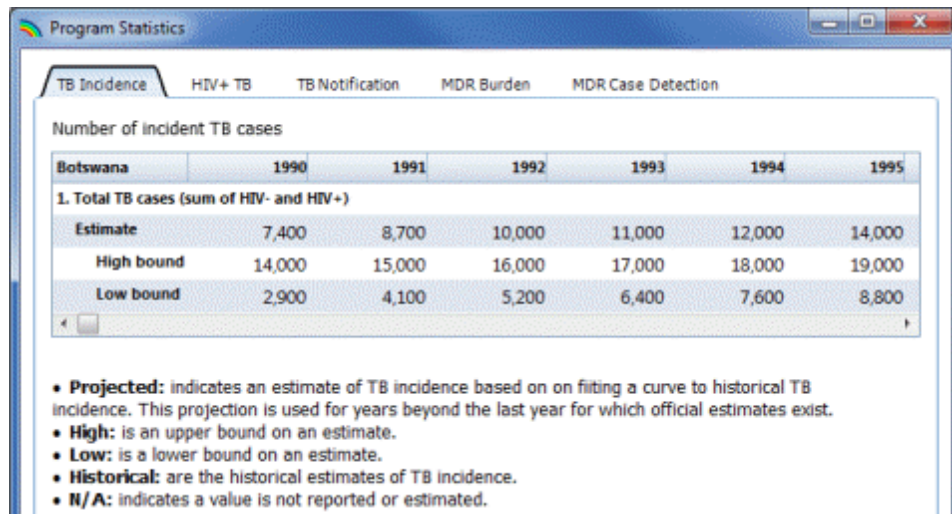 Program Statistics
TB Incidence HIV+ TB TB Notification MDR Burden MDR Case Detection
Number of incident TB cases
Botswana 1990 1991 1992 1993 1994 1995
1. Total TB cases (sum of HIV- and HIV+)
Estimate 7,400 8,700 10,000 11,000 12,000 14,000
High bound 14,000 15,000 16,000 17,000 18,000 19,000
Low bound 2,900 4,100 5,200 6,400 7,600 8,800
• Projected: indicates an estimate of TB incidence based on on fiiting a curve to historical TB
incidence. This projection is used for years beyond the last year for which official estimates exist.
• High: is an upper bound on an estimate.
• Low: is a lower bound on an estimate.
• Historical: are the historical estimates of TB incidence.
• N/A: indicates a value is not reported or estimated.